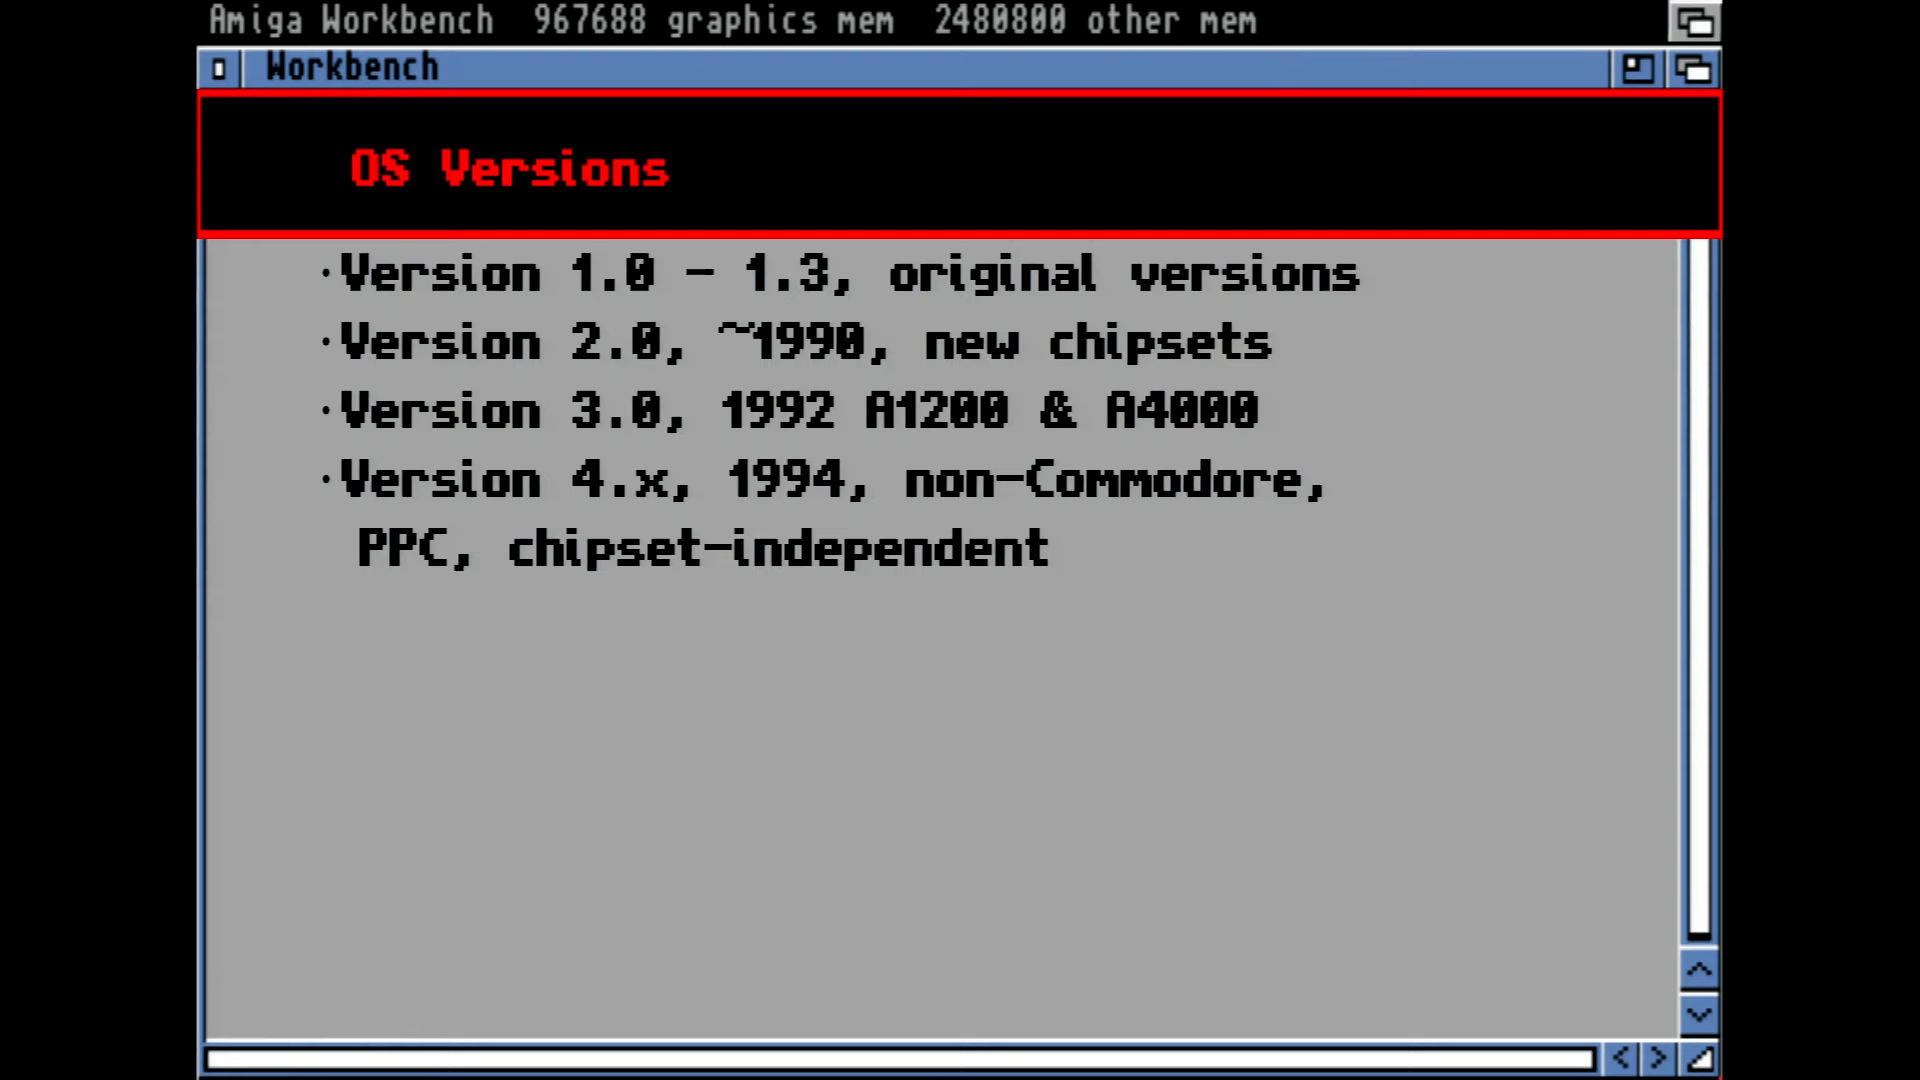 Amiga Workbench 967688 graphics mem 2480800 other mem
Workbench
OS Versions
·Version 1.0 - 1.3, original versions
·Version 2.0, ~1990, new chipsets
·Version 3.0, 1992 A1200 & A4000
·Version 4.x, 1994, non-Commodore,
PPC, chipset-independent